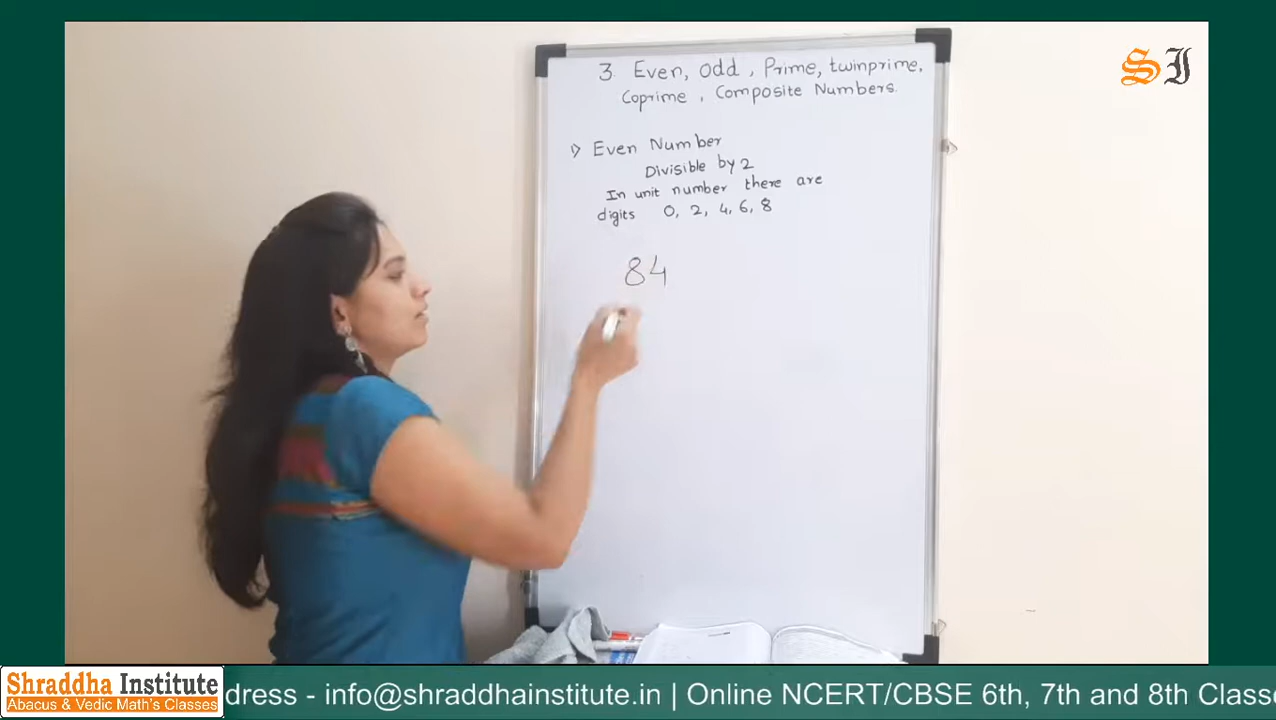 SI
3 Even, odd, Prime, twinprime,
Coprime, Composite Numbers.
Even Number
Divisible by 2
In unit number there are
digits 0, 2, 4, 6, 8
84
Shraddha Institute
Abacus & Vedic Math's Classes
dress - info@shraddhainstitute.in | Online NCERT/CBSE 6th, 7th and 8th Classe